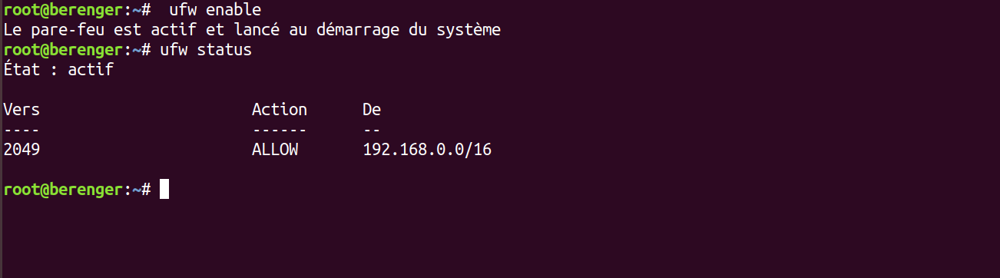 root@berenger:~#  ufw enable
Le pare-feu est actif et lancé au démarrage du système
root@berenger:~# ufw status
État : actif
Vers                       Action      De
----                       ------      --
2049                       ALLOW       192.168.0.0/16
root@berenger:~#